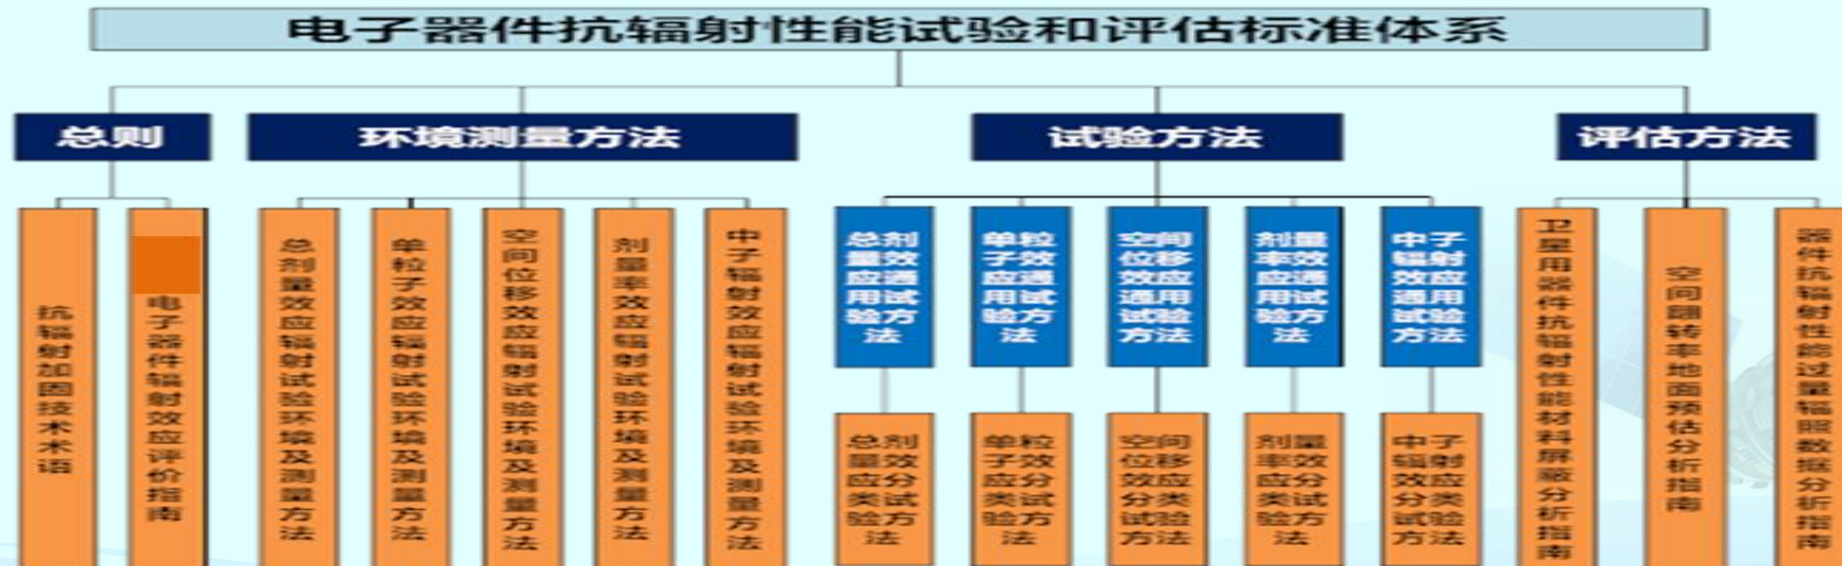 电子器件抗辐射性能试验和评估标准体系
总则
环境测量方法
试验方法
评估方法
抗辐射加固技术术语
电子器件辐射效应评价指南
总剂量效应辐射试验环境及测量方法
单粒子效应辐射试验环境及测量方法
空间位移效应辐射试验环境及测量方法
剂量率效应辐射试验环境及测量方法
中子辐射效应辐射试验环境及测量方法
总剂
量效
应通
用试
验方
法
单粒
子效
应通
用试
验方
法
空间
位移
效应
通用
试验
方法
剂量
率效
应通
用试
验方
法
中子
辐射
效应
通用
试验
方法
总剂
量效
应分
类试
验方
法
单粒
子效
应分
类试
验方
法
空间
位移
效应
分类
试验
方法
剂量
率效
应分
类试
验方
法
中子
辐射
效应
分类
试验
方法
卫星用器件抗辐射性能材料屏蔽分析指南
空间翻转率地面预估分析指南
器件抗辐射性能过量辐照数据分析指南